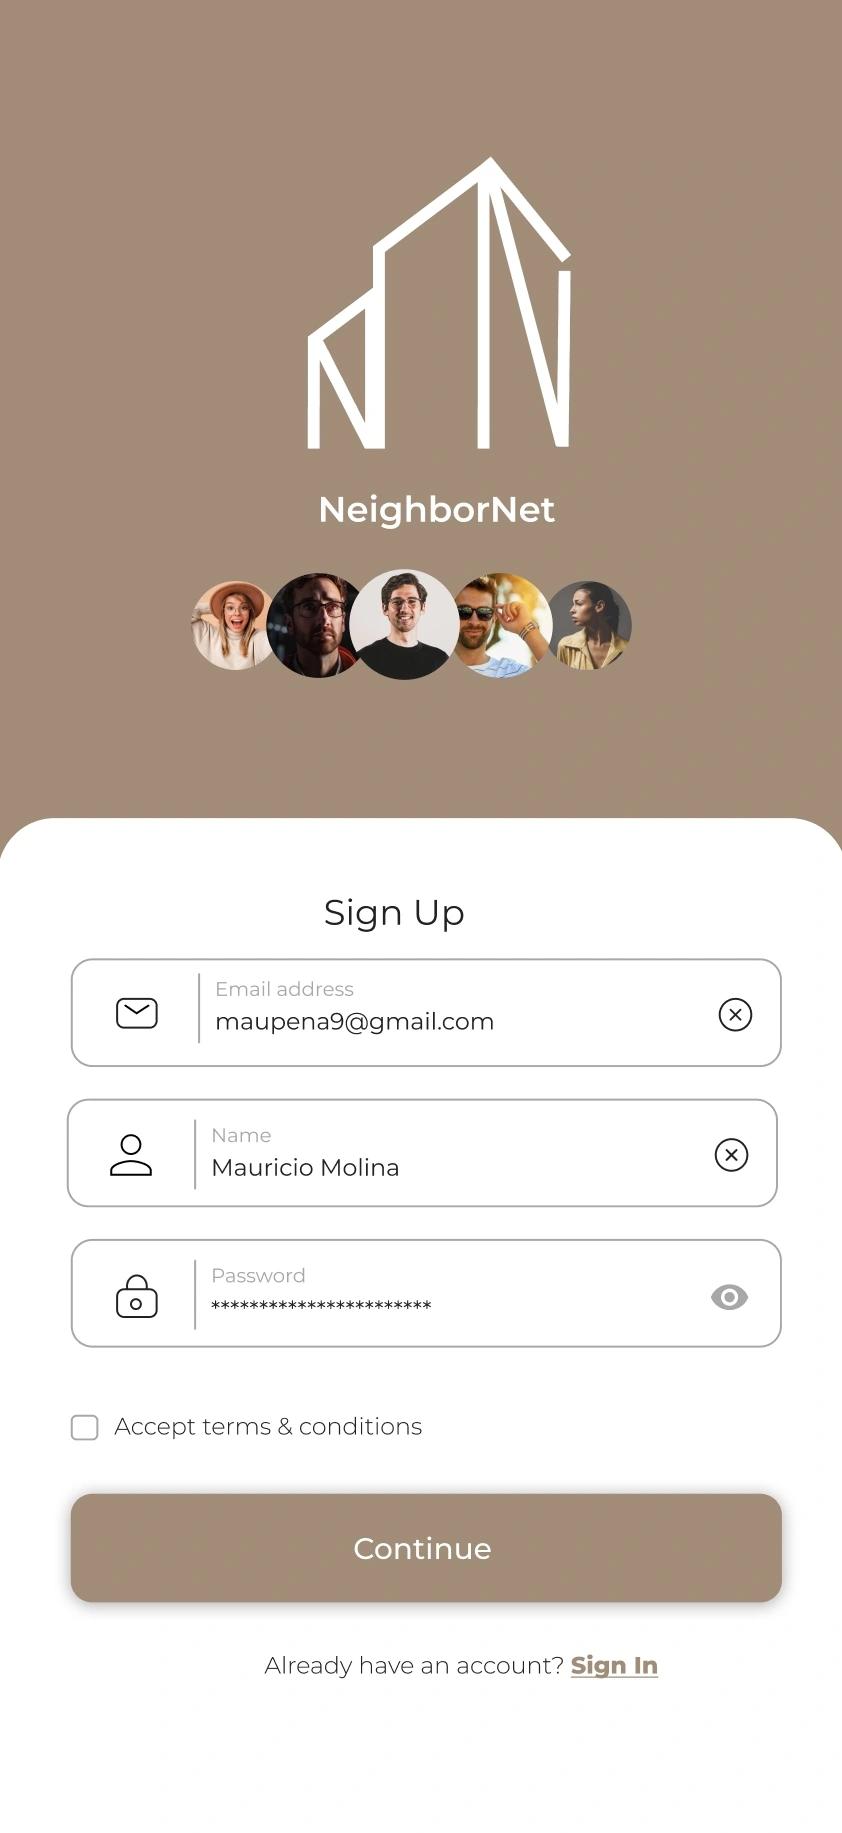 NeighborNet
Sign Up
Email address
maupena9@gmail.com
Name
Mauricio Molina
Password
***********************
Accept terms & conditions
Continue
Already have an account? Sign In